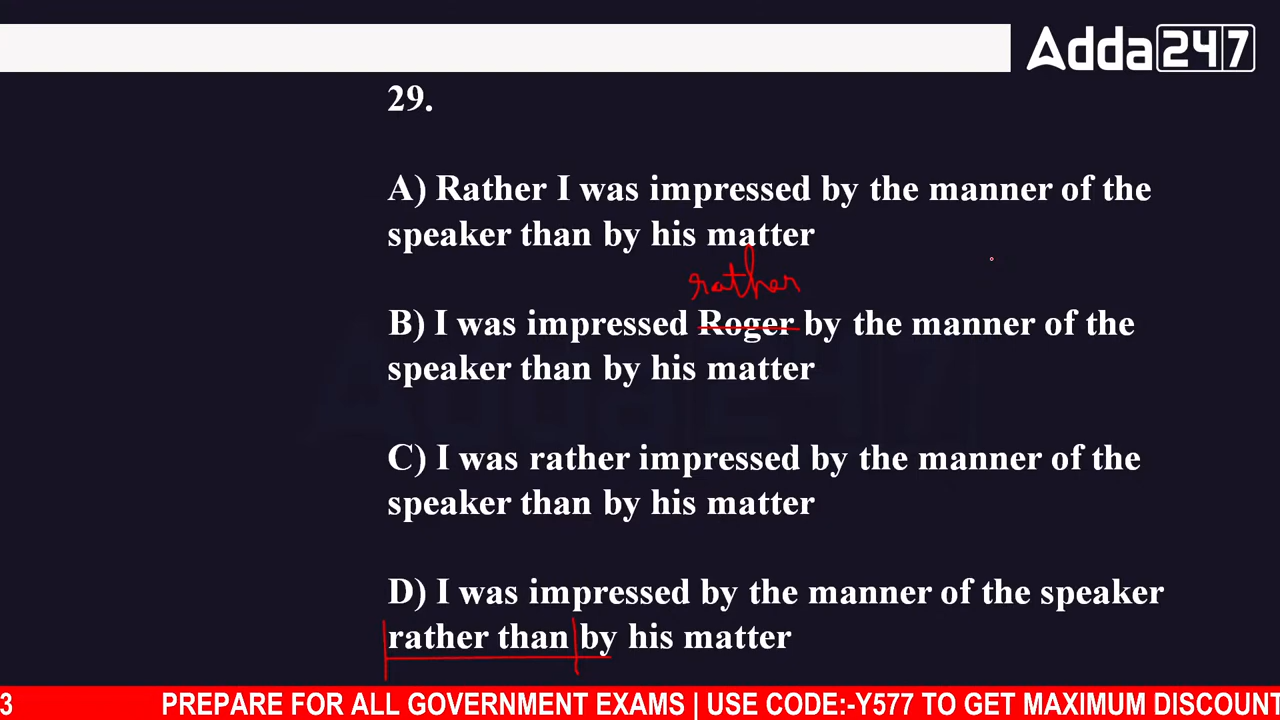 Adda247
29.
A) Rather I was impressed by the manner of the
speaker than by his matter
rather
B) I was impressed Roger by the manner of the
speaker than by his matter
C) I was rather impressed by the manner of the
speaker than by his matter
D) I was impressed by the manner of the speaker
rather than by his matter
3 PREPARE FOR ALL GOVERNMENT EXAMS | USE CODE:-Y577 TO GET MAXIMUM DISCOUNT